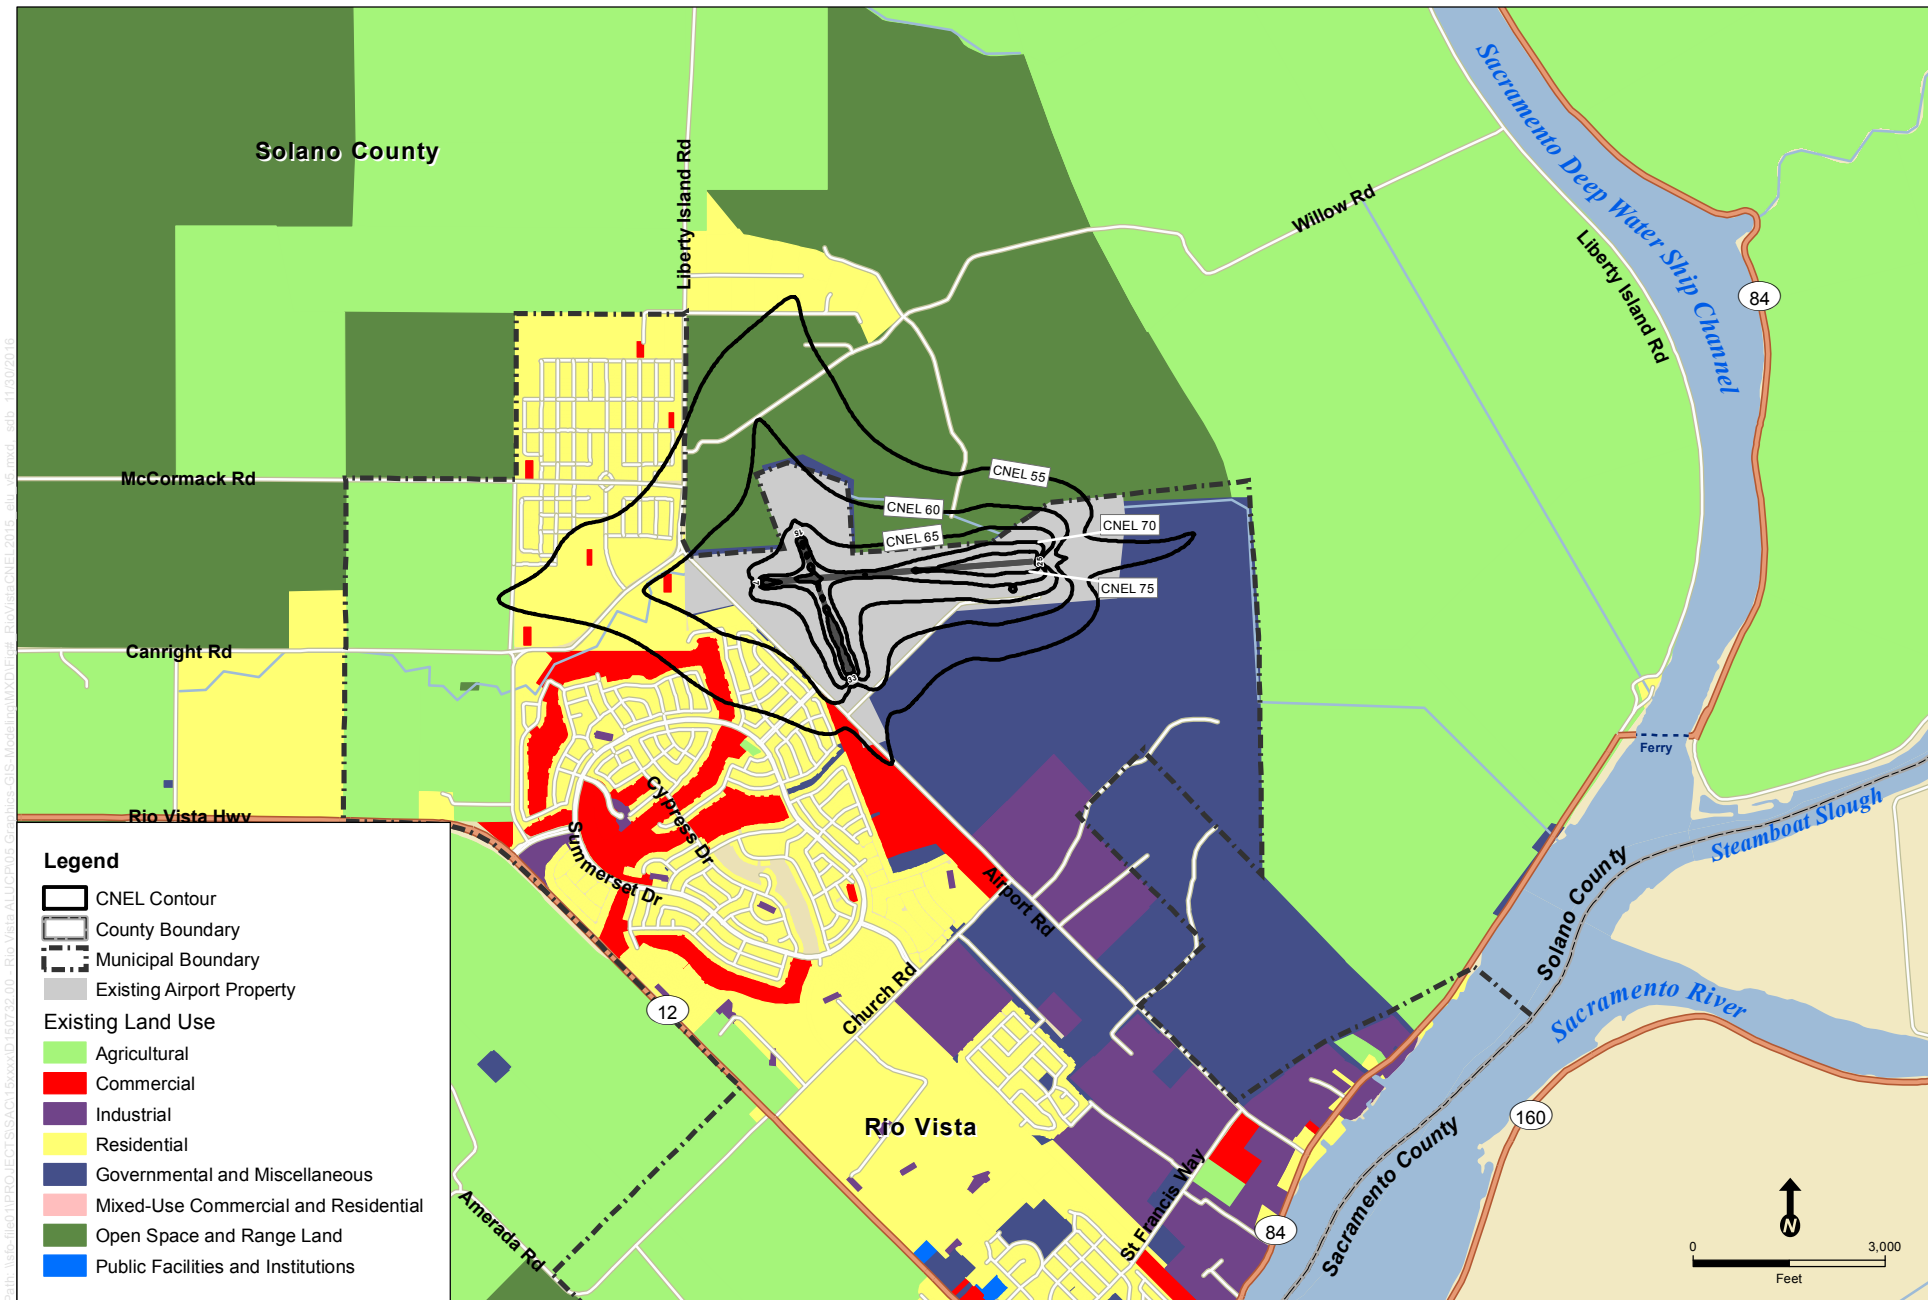 Solano County
Liberty Island Rd
Willow Rd
Sacramento Deep Water Ship Channel
Liberty Island Rd
84
McCormack Rd
CNEL 55
CNEL 60
CNEL 65
CNEL 70
CNEL 75
15
7
25
33
Canright Rd
Rio Vista Hwy
Cypress Dr
Summerset Dr
Airport Rd
Church Rd
12
Ferry
Steamboat Slough
Solano County
Sacramento River
Sacramento County
160
Rio Vista
St Francis Way
84
Amerada Rd
Legend
CNEL Contour
County Boundary
Municipal Boundary
Existing Airport Property
Existing Land Use
Agricultural
Commercial
Industrial
Residential
Governmental and Miscellaneous
Mixed-Use Commercial and Residential
Open Space and Range Land
Public Facilities and Institutions
N
0 3,000
Feet